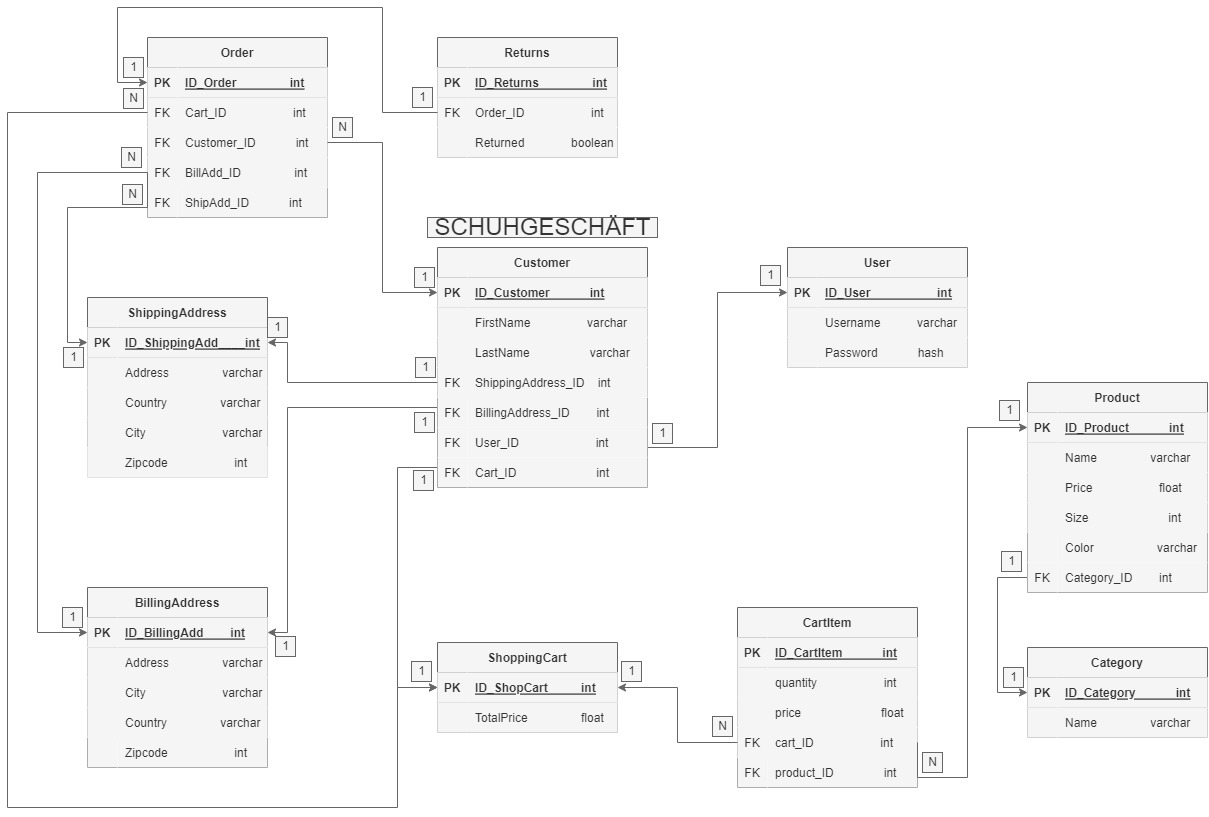 Order
1
PK ID_Order int
N
FK Cart_ID int
FK Customer_ID int
N
N
FK BillAdd_ID int
N
FK ShipAdd_ID int
Returns
PK ID_Returns int
1
FK Order_ID int
Returned boolean
SCHUHGESCHÄFT
Customer
1
PK ID_Customer int
FirstName varchar
LastName varchar
1
FK ShippingAddress_ID int
1
FK BillingAddress_ID int
FK User_ID int
1
FK Cart_ID int
1
User
1
PK ID_User int
Username varchar
Password hash
ShippingAddress
1
PK ID_ShippingAdd____int
1
Address varchar
Country varchar
City varchar
Zipcode int
Product
1
PK ID_Product int
Name varchar
Price float
Size int
Color varchar
1
FK Category_ID int
BillingAddress
1
PK ID_BillingAdd int
1
Address varchar
City varchar
Country varchar
Zipcode int
ShoppingCart
1
1
PK ID_ShopCart int
TotalPrice float
CartItem
PK ID_CartItem int
quantity int
price float
N
FK cart_ID int
N
FK product_ID int
Category
1
PK ID_Category int
Name varchar